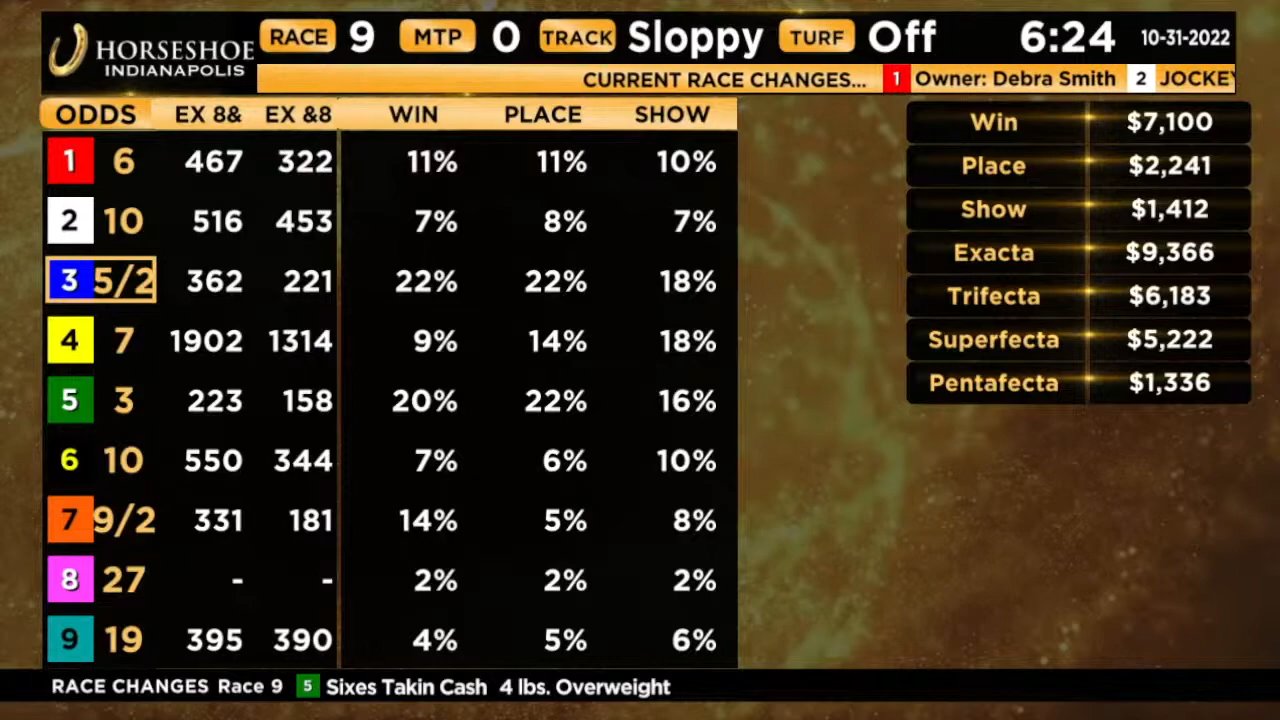 HORSESHOE
INDIANAPOLIS
RACE 9 MTP 0 TRACK Sloppy TURF Off 6:24 10-31-2022
CURRENT RACE CHANGES... 1 Owner: Debra Smith 2 JOCKEY
ODDS EX 8& EX &8 WIN PLACE SHOW
1 6 467 322 11% 11% 10%
2 10 516 453 7% 8% 7%
3 5/2 362 221 22% 22% 18%
4 7 1902 1314 9% 14% 18%
5 3 223 158 20% 22% 16%
6 10 550 344 7% 6% 10%
7 9/2 331 181 14% 5% 8%
8 27 - - 2% 2% 2%
9 19 395 390 4% 5% 6%
Win $7,100
Place $2,241
Show $1,412
Exacta $9,366
Trifecta $6,183
Superfecta $5,222
Pentafecta $1,336
RACE CHANGES Race 9 5 Sixes Takin Cash 4 lbs. Overweight